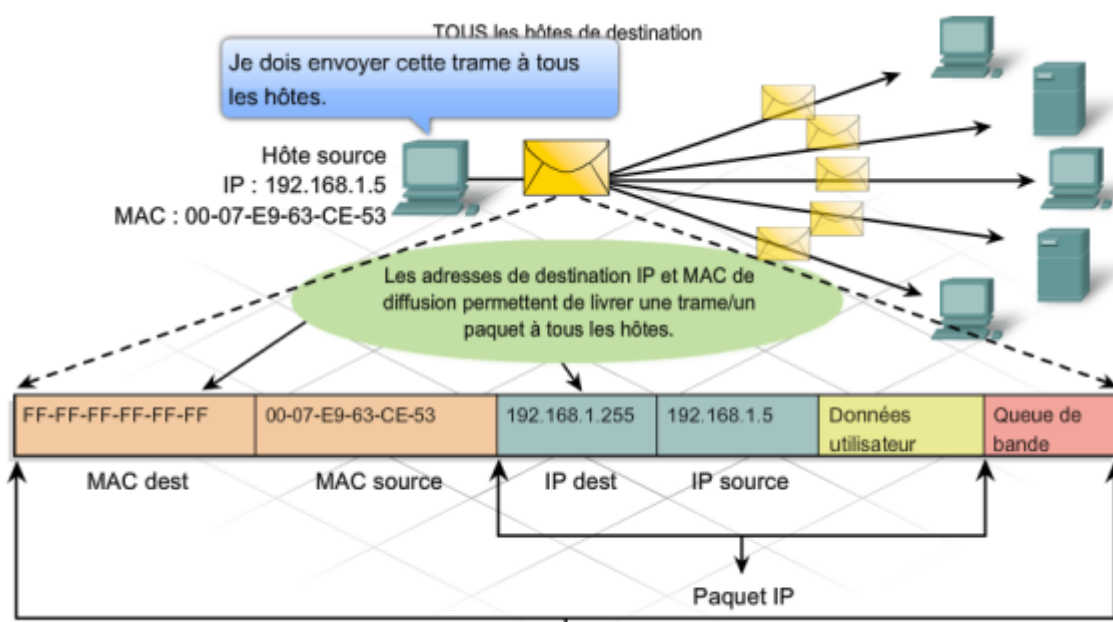 TOUS les hôtes de destination
Je dois envoyer cette trame à tous
les hôtes.
Hôte source
IP : 192.168.1.5
MAC : 00-07-E9-63-CE-53
Les adresses de destination IP et MAC de
diffusion permettent de livrer une trame/un
paquet à tous les hôtes.
FF-FF-FF-FF-FF-FF
00-07-E9-63-CE-53
192.168.1.255
192.168.1.5
Données
utilisateur
Queue de
bande
MAC dest
MAC source
IP dest
IP source
Paquet IP